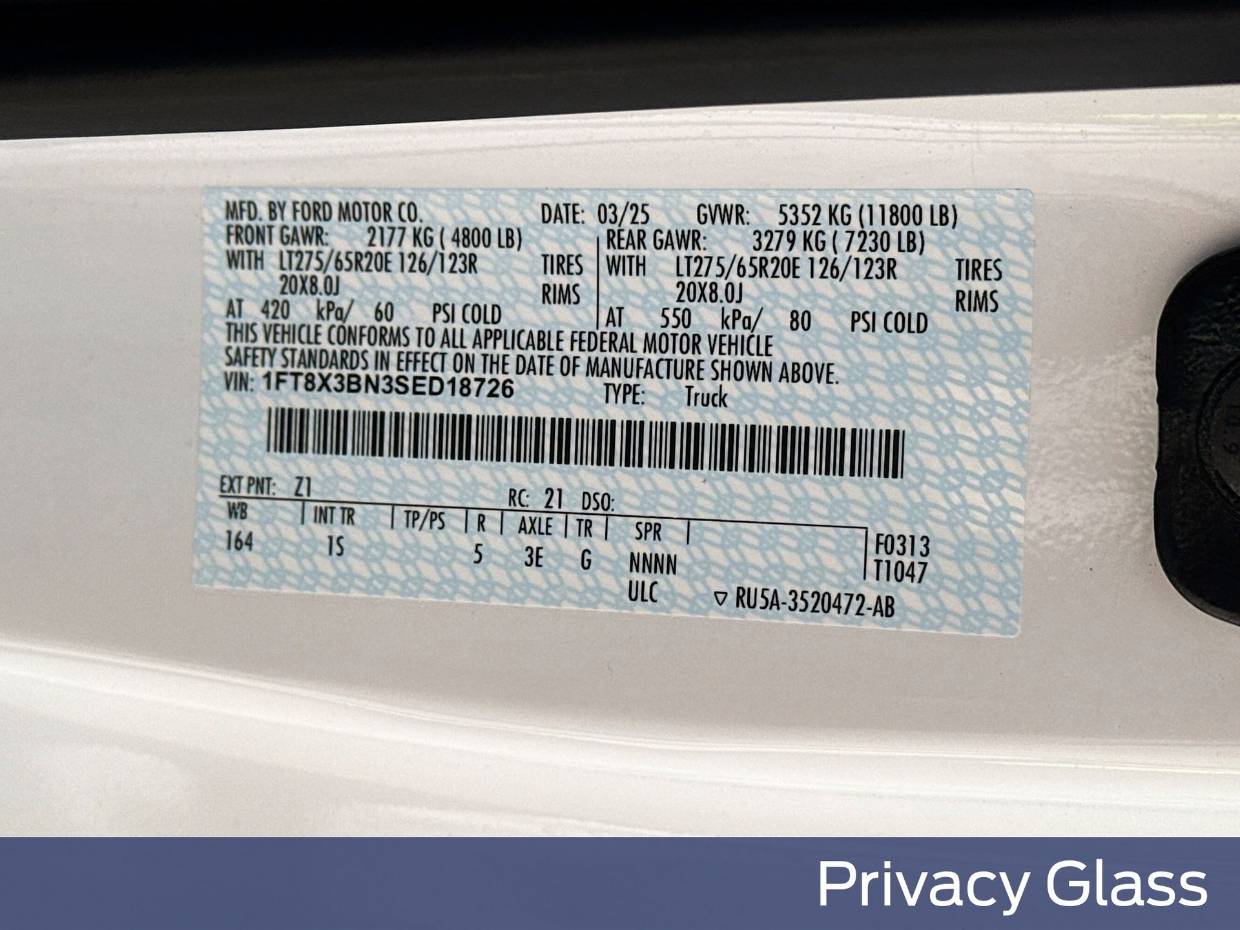 MFD. BY FORD MOTOR CO. DATE: 03/25 GVWR: 5352 KG (11800 LB)
FRONT GAWR: 2177 KG ( 4800 LB) REAR GAWR: 3279 KG ( 7230 LB)
WITH LT275/65R20E 126/123R TIRES WITH LT275/65R20E 126/123R TIRES
20X8.0J RIMS 20X8.0J RIMS
AT 420 kPa/ 60 PSI COLD AT 550 kPa/ 80 PSI COLD
THIS VEHICLE CONFORMS TO ALL APPLICABLE FEDERAL MOTOR VEHICLE
SAFETY STANDARDS IN EFFECT ON THE DATE OF MANUFACTURE SHOWN ABOVE.
VIN: 1FT8X3BN3SED18726 TYPE: Truck
EXT PNT: Z1 RC: 21 DSO:
WB INT TR TP/PS R AXLE TR SPR
164 1S 5 3E G NNNN F0313
ULC T1047
▽ RU5A-3520472-AB
Privacy Glass